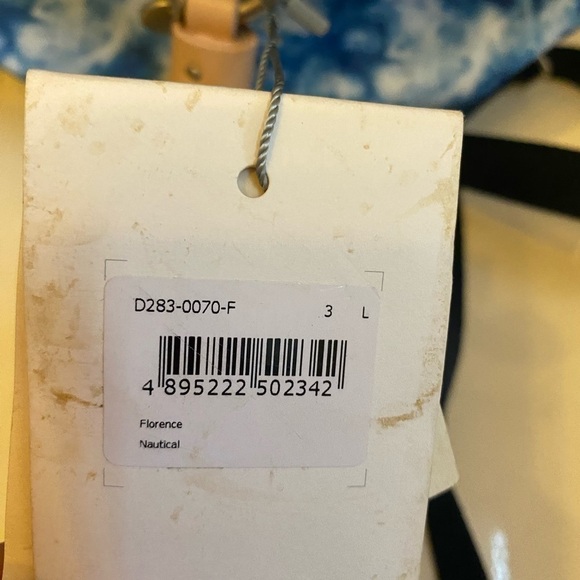 D283-0070-F 3 L
4 895222 502342
Florence
Nautical